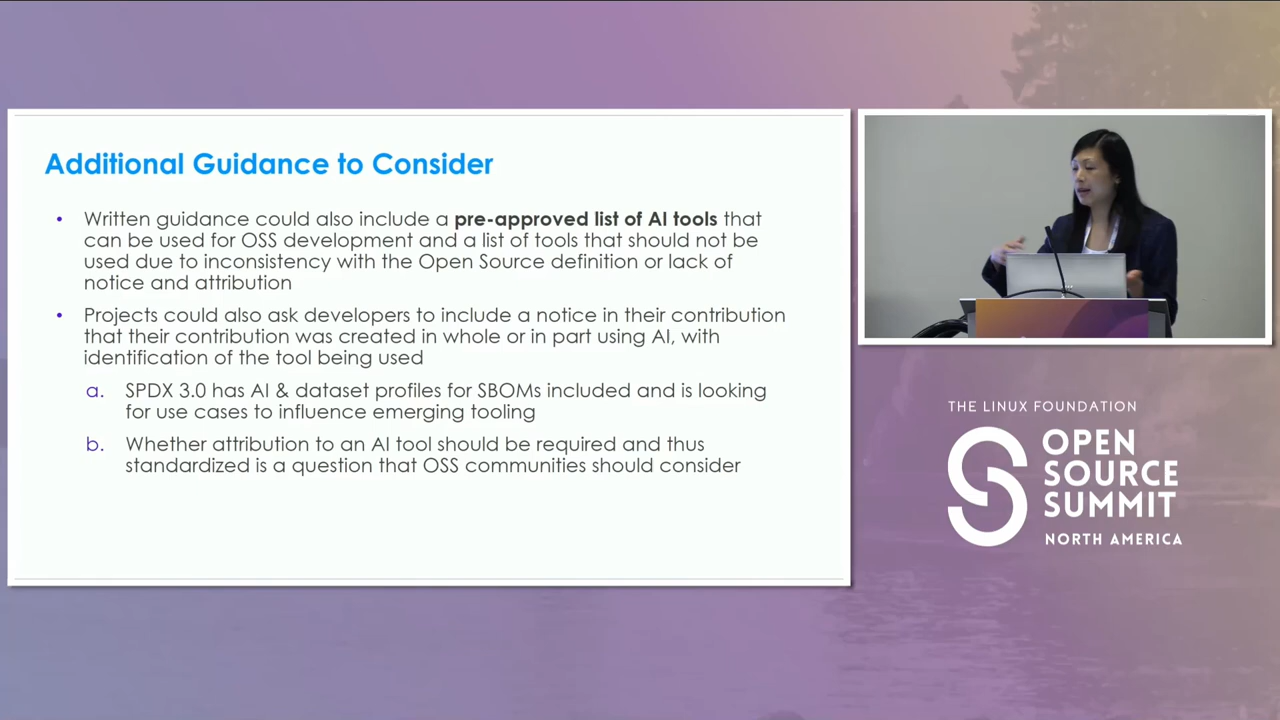 Additional Guidance to Consider
• Written guidance could also include a pre-approved list of AI tools that
can be used for OSS development and a list of tools that should not be
used due to inconsistency with the Open Source definition or lack of
notice and attribution
• Projects could also ask developers to include a notice in their contribution
that their contribution was created in whole or in part using AI, with
identification of the tool being used
a. SPDX 3.0 has AI & dataset profiles for SBOMs included and is looking
for use cases to influence emerging tooling
b. Whether attribution to an AI tool should be required and thus
standardized is a question that OSS communities should consider
THE LINUX FOUNDATION
OPEN
SOURCE
SUMMIT
NORTH AMERICA